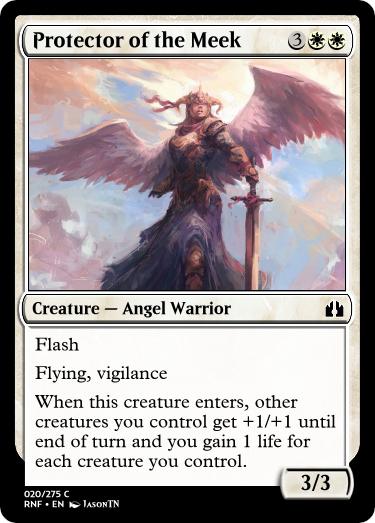 Protector of the Meek 3
Creature — Angel Warrior
Flash
Flying, vigilance
When this creature enters, other
creatures you control get +1/+1 until
end of turn and you gain 1 life for
each creature you control.
3/3
020/275 C
RNF • EN JasonTN